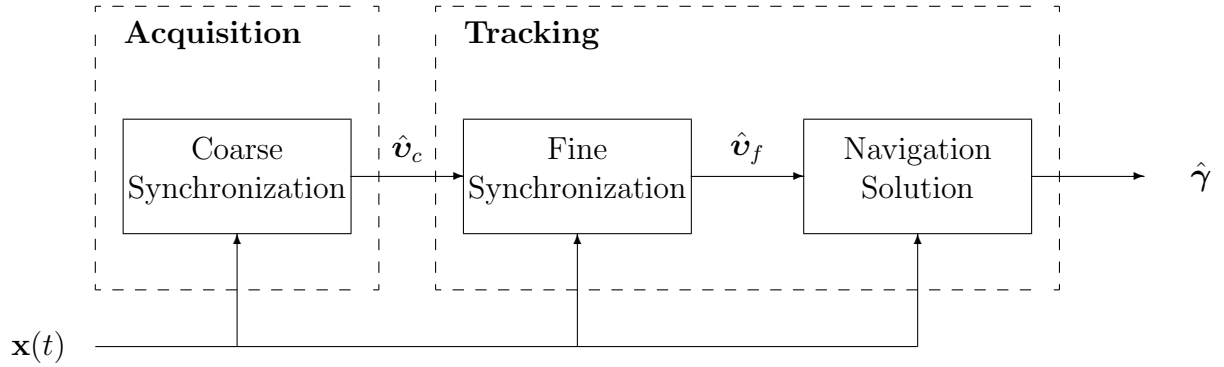 Acquisition
Tracking
Coarse
Synchronization
𝝊̂_c
Fine
Synchronization
𝝊̂_f
Navigation
Solution
𝜸̂
𝐱(t)